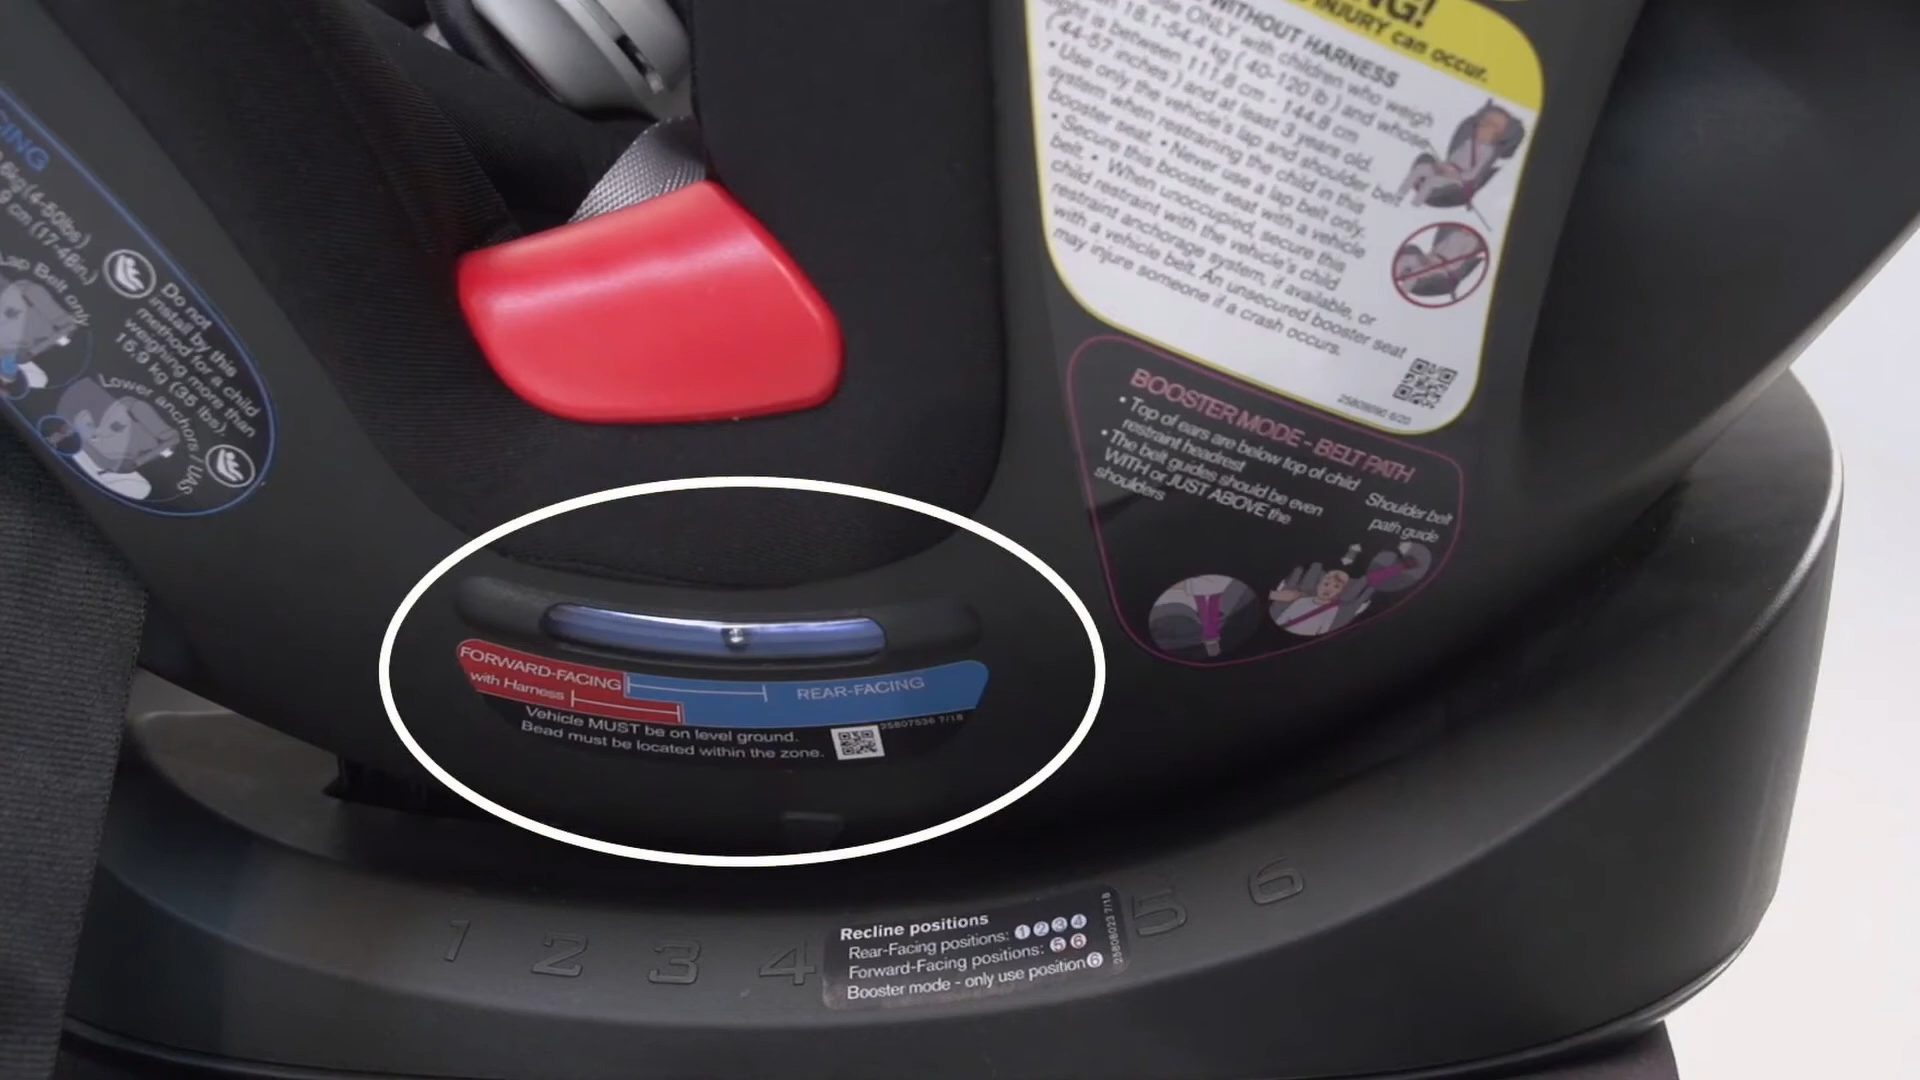 Do not
install by this
method for a child
weighing more than
15.9 kg (35 lbs).
Lap Belt only
Lower anchors / UAS
WITHOUT HARNESS
INJURY can occur.
ONLY with children who weigh
18.1-54.4 kg (40-120 lb) and whose
is between 111.8 cm - 144.8 cm
(44-57 inches) and at least 3 years old.
• Use only the vehicle's lap and shoulder belt
system when restraining the child in this
booster seat. • Never use a lap belt only.
• Secure this booster seat with a vehicle
belt. • When unoccupied, secure this
child restraint with the vehicle's child
restraint anchorage system, if available, or
with a vehicle belt. An unsecured booster seat
may injure someone if a crash occurs.
BOOSTER MODE - BELT PATH
• Top of ears are below top of child
restraint headrest
• The belt guides should be even
WITH or JUST ABOVE the
shoulders
Shoulder belt
path guide
FORWARD-FACING
with Harness
REAR-FACING
Vehicle MUST be on level ground.
Bead must be located within the zone.
25807536 7/18
1 2 3 4 5 6
Recline positions
Rear-Facing positions: 1 2 3 4
Forward-Facing positions: 5 6
Booster mode - only use position 6
25808023 7/18